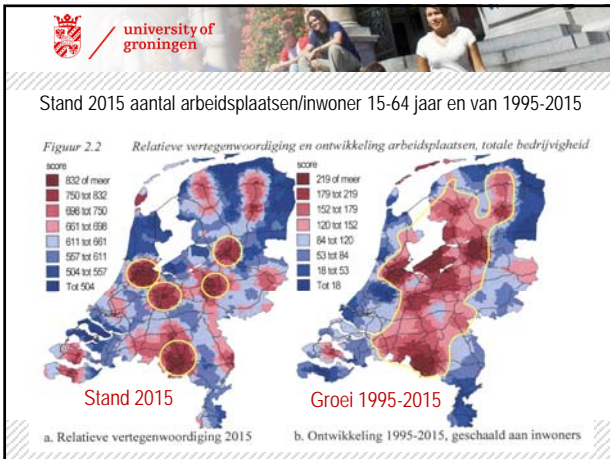 university of
groningen
Stand 2015 aantal arbeidsplaatsen/inwoner 15-64 jaar en van 1995-2015
Figuur 2.2 Relatieve vertegenwoordiging en ontwikkeling arbeidsplaatsen, totale bedrijvigheid
score
832 of meer
750 tot 832
698 tot 750
661 tot 698
611 tot 661
557 tot 611
504 tot 557
Tot 504
Stand 2015
a. Relatieve vertegenwoordiging 2015
score
219 of meer
179 tot 219
152 tot 179
120 tot 152
84 tot 120
53 tot 84
18 tot 53
Tot 18
Groei 1995-2015
b. Ontwikkeling 1995-2015, geschaald aan inwoners